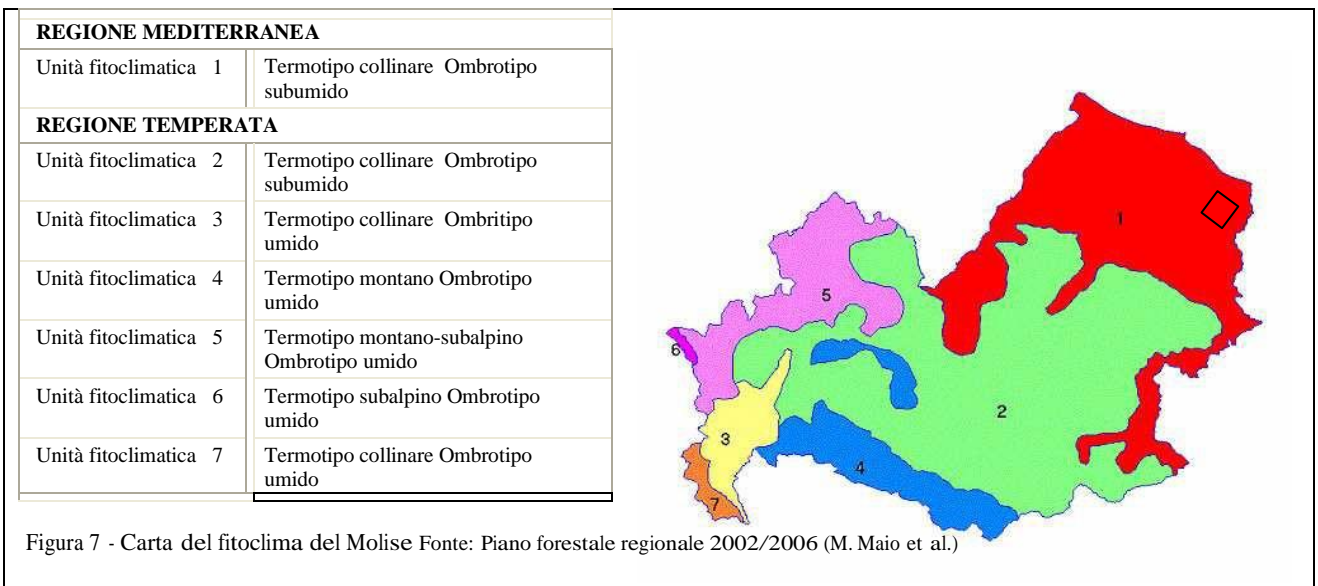 REGIONE MEDITERRANEA
Unità fitoclimatica 1 Termotipo collinare Ombrotipo
subumido
REGIONE TEMPERATA
Unità fitoclimatica 2 Termotipo collinare Ombrotipo
subumido
Unità fitoclimatica 3 Termotipo collinare Ombritipo
umido
Unità fitoclimatica 4 Termotipo montano Ombrotipo
umido
Unità fitoclimatica 5 Termotipo montano-subalpino
Ombrotipo umido
Unità fitoclimatica 6 Termotipo subalpino Ombrotipo
umido
Unità fitoclimatica 7 Termotipo collinare Ombrotipo
umido
1
5
6
2
3
4
7
Figura 7 - Carta del fitoclima del Molise Fonte: Piano forestale regionale 2002/2006 (M. Maio et al.)